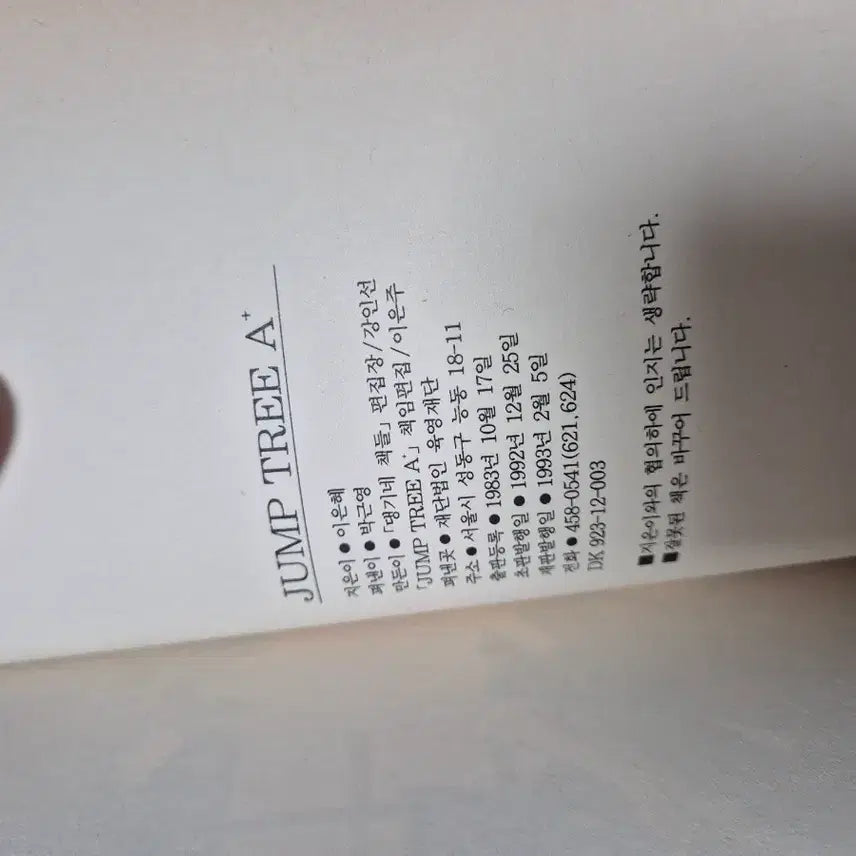 JUMP TREE A⁺
지은이 ● 이은혜
펴낸이 ● 박근영
만든이 ● 「댕기네 책들」 편집장/강인선
「JUMP TREE A⁺」 책임편집/이은주
펴낸곳 ● 재단법인 육영재단
주소 ● 서울시 성동구 능동 18-11
출판등록 ● 1983년 10월 17일
초판발행일 ● 1992년 12월 25일
재판발행일 ● 1993년 2월 5일
전화 ● 458-0541(621,624)
DK 923-12-003
■지은이와의 협의하에 인지는 생략합니다.
■잘못된 책은 바꾸어 드립니다.